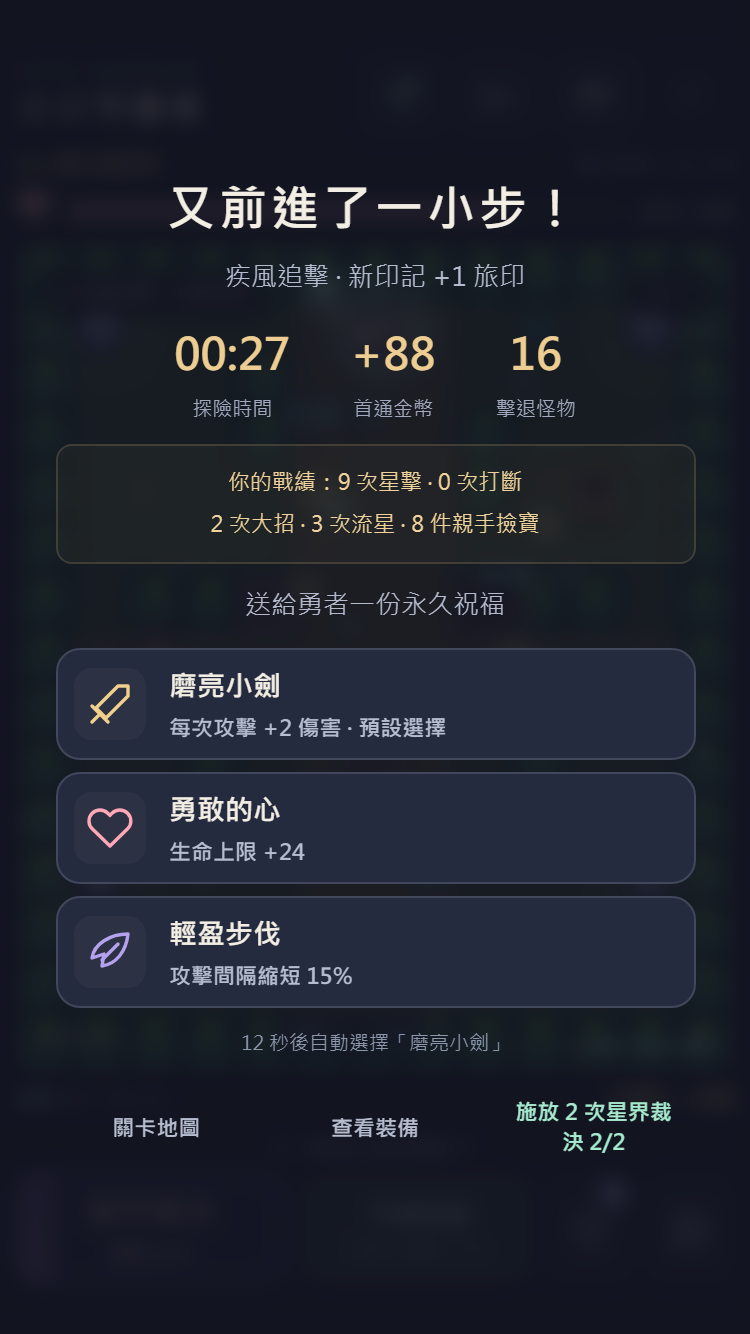 又前進了一小步！
疾風追擊 · 新印記 +1 旅印
00:27 +88 16
探險時間 首通金幣 擊退怪物
你的戰績：9 次星擊 · 0 次打斷
2 次大招 · 3 次流星 · 8 件親手撿寶
送給勇者一份永久祝福
磨亮小劍
每次攻擊 +2 傷害 · 預設選擇
勇敢的心
生命上限 +24
輕盈步伐
攻擊間隔縮短 15%
12 秒後自動選擇「磨亮小劍」
關卡地圖
查看裝備
施放 2 次星界裁
決 2/2